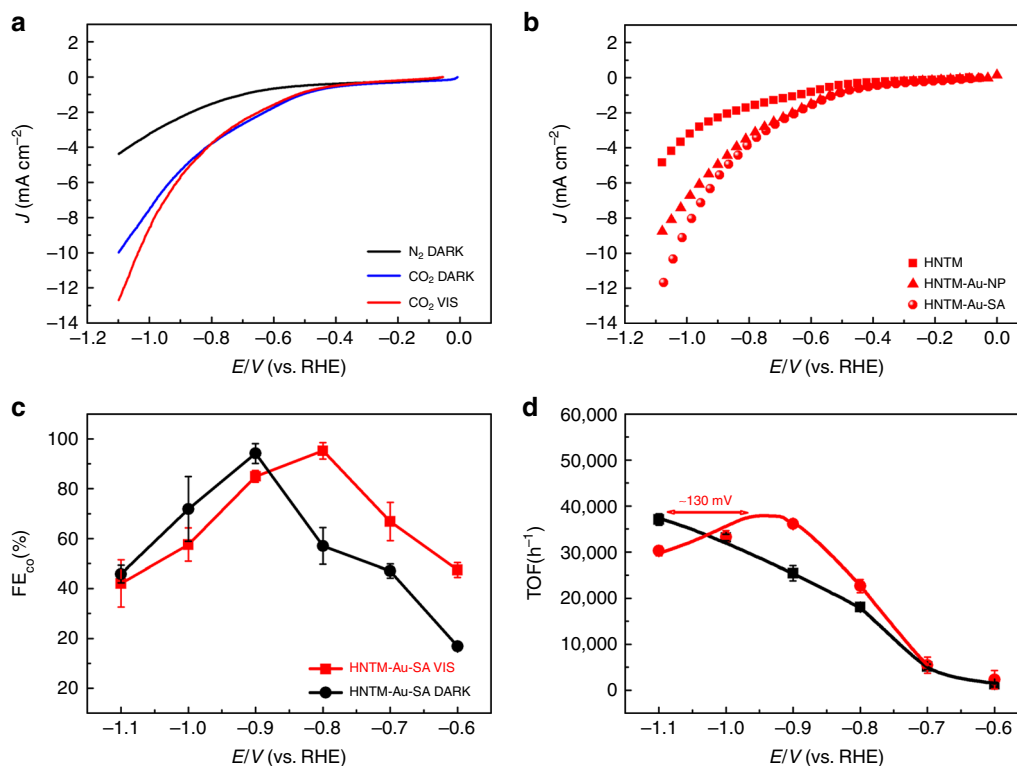 a
2
0
−2
−4
−6
−8
−10
−12
−14
J (mA cm−2)
N2 DARK
CO2 DARK
CO2 VIS
−1.2 −1.0 −0.8 −0.6 −0.4 −0.2 0.0
E/V (vs. RHE)
b
2
0
−2
−4
−6
−8
−10
−12
−14
J (mA cm−2)
HNTM
HNTM-Au-NP
HNTM-Au-SA
−1.2 −1.0 −0.8 −0.6 −0.4 −0.2 0.0
E/V (vs. RHE)
c
100
80
60
40
20
20
FEco(%)
HNTM-Au-SA VIS
HNTM-Au-SA DARK
−1.1 −1.0 −0.9 −0.8 −0.7 −0.6
E/V (vs. RHE)
d
60,000
50,000
40,000
30,000
20,000
10,000
0
TOF(h−1)
~130 mV
−1.1 −1.0 −0.9 −0.8 −0.7 −0.6
E/V (vs. RHE)